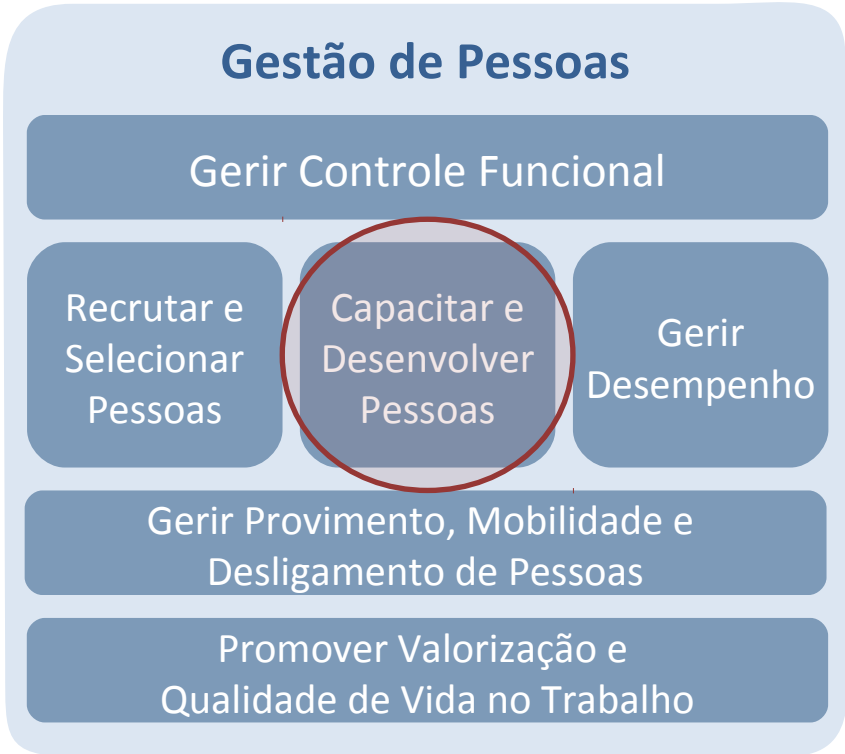 Gestão de Pessoas
Gerir Controle Funcional
Recrutar e
Selecionar
Pessoas
Capacitar e
Desenvolver
Pessoas
Gerir
Desempenho
Gerir Provimento, Mobilidade e
Desligamento de Pessoas
Promover Valorização e
Qualidade de Vida no Trabalho